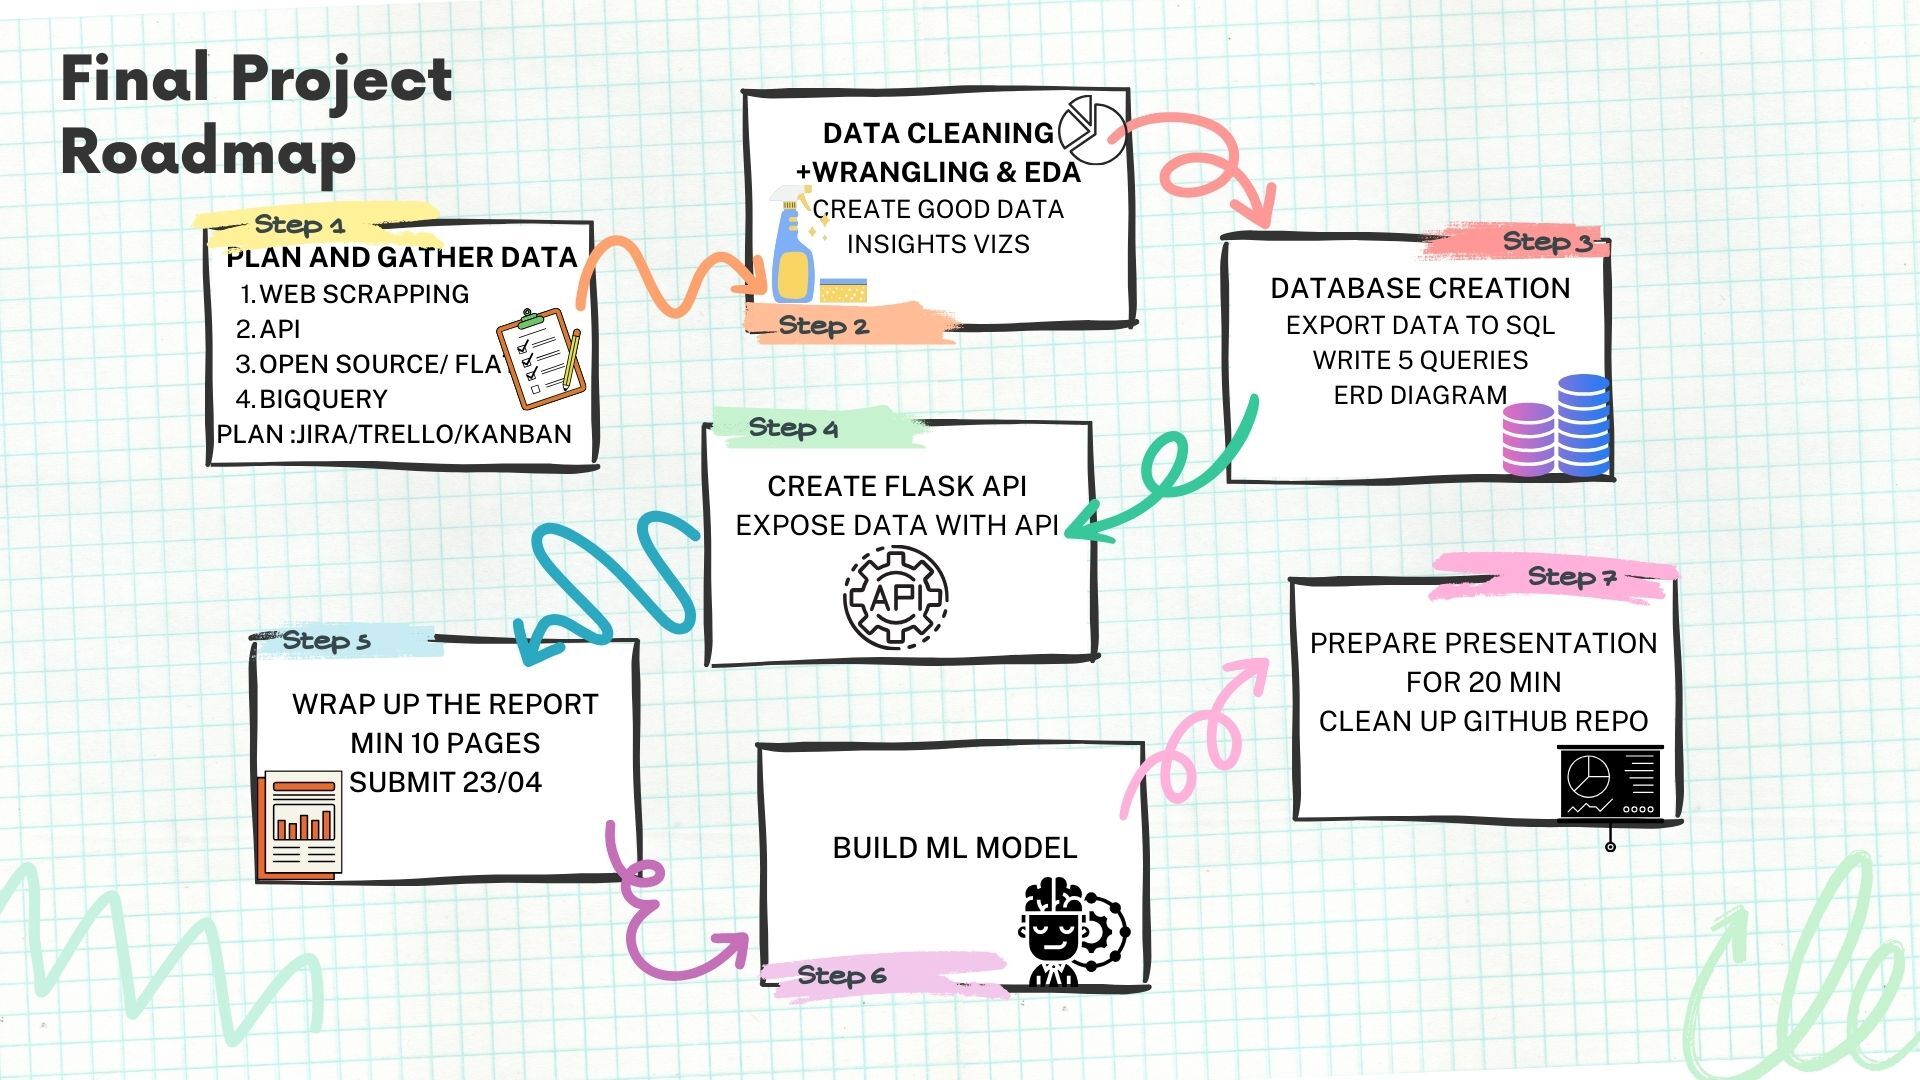 Final Project
Roadmap
Step 1
PLAN AND GATHER DATA
1. WEB SCRAPPING
2. API
3. OPEN SOURCE/ FLA
4. BIGQUERY
PLAN :JIRA/TRELLO/KANBAN
DATA CLEANING
+WRANGLING & EDA
CREATE GOOD DATA
INSIGHTS VIZS
Step 2
Step 3
DATABASE CREATION
EXPORT DATA TO SQL
WRITE 5 QUERIES
ERD DIAGRAM
Step 4
CREATE FLASK API
EXPOSE DATA WITH API
API
Step 5
WRAP UP THE REPORT
MIN 10 PAGES
SUBMIT 23/04
BUILD ML MODEL
Step 6
Step 7
PREPARE PRESENTATION
FOR 20 MIN
CLEAN UP GITHUB REPO